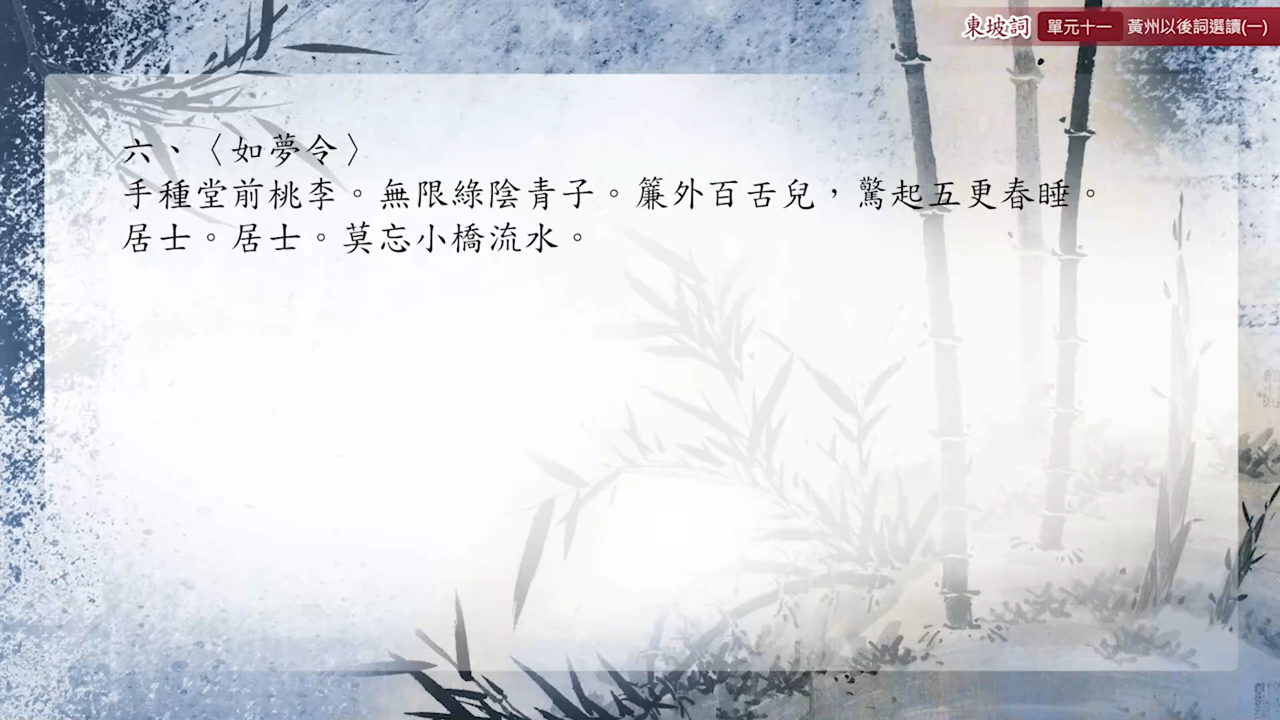 東坡詞 單元十一 黃州以後詞選讀(一)
六、〈如夢令〉
手種堂前桃李。無限綠陰青子。簾外百舌兒，驚起五更春睡。
居士。居士。莫忘小橋流水。